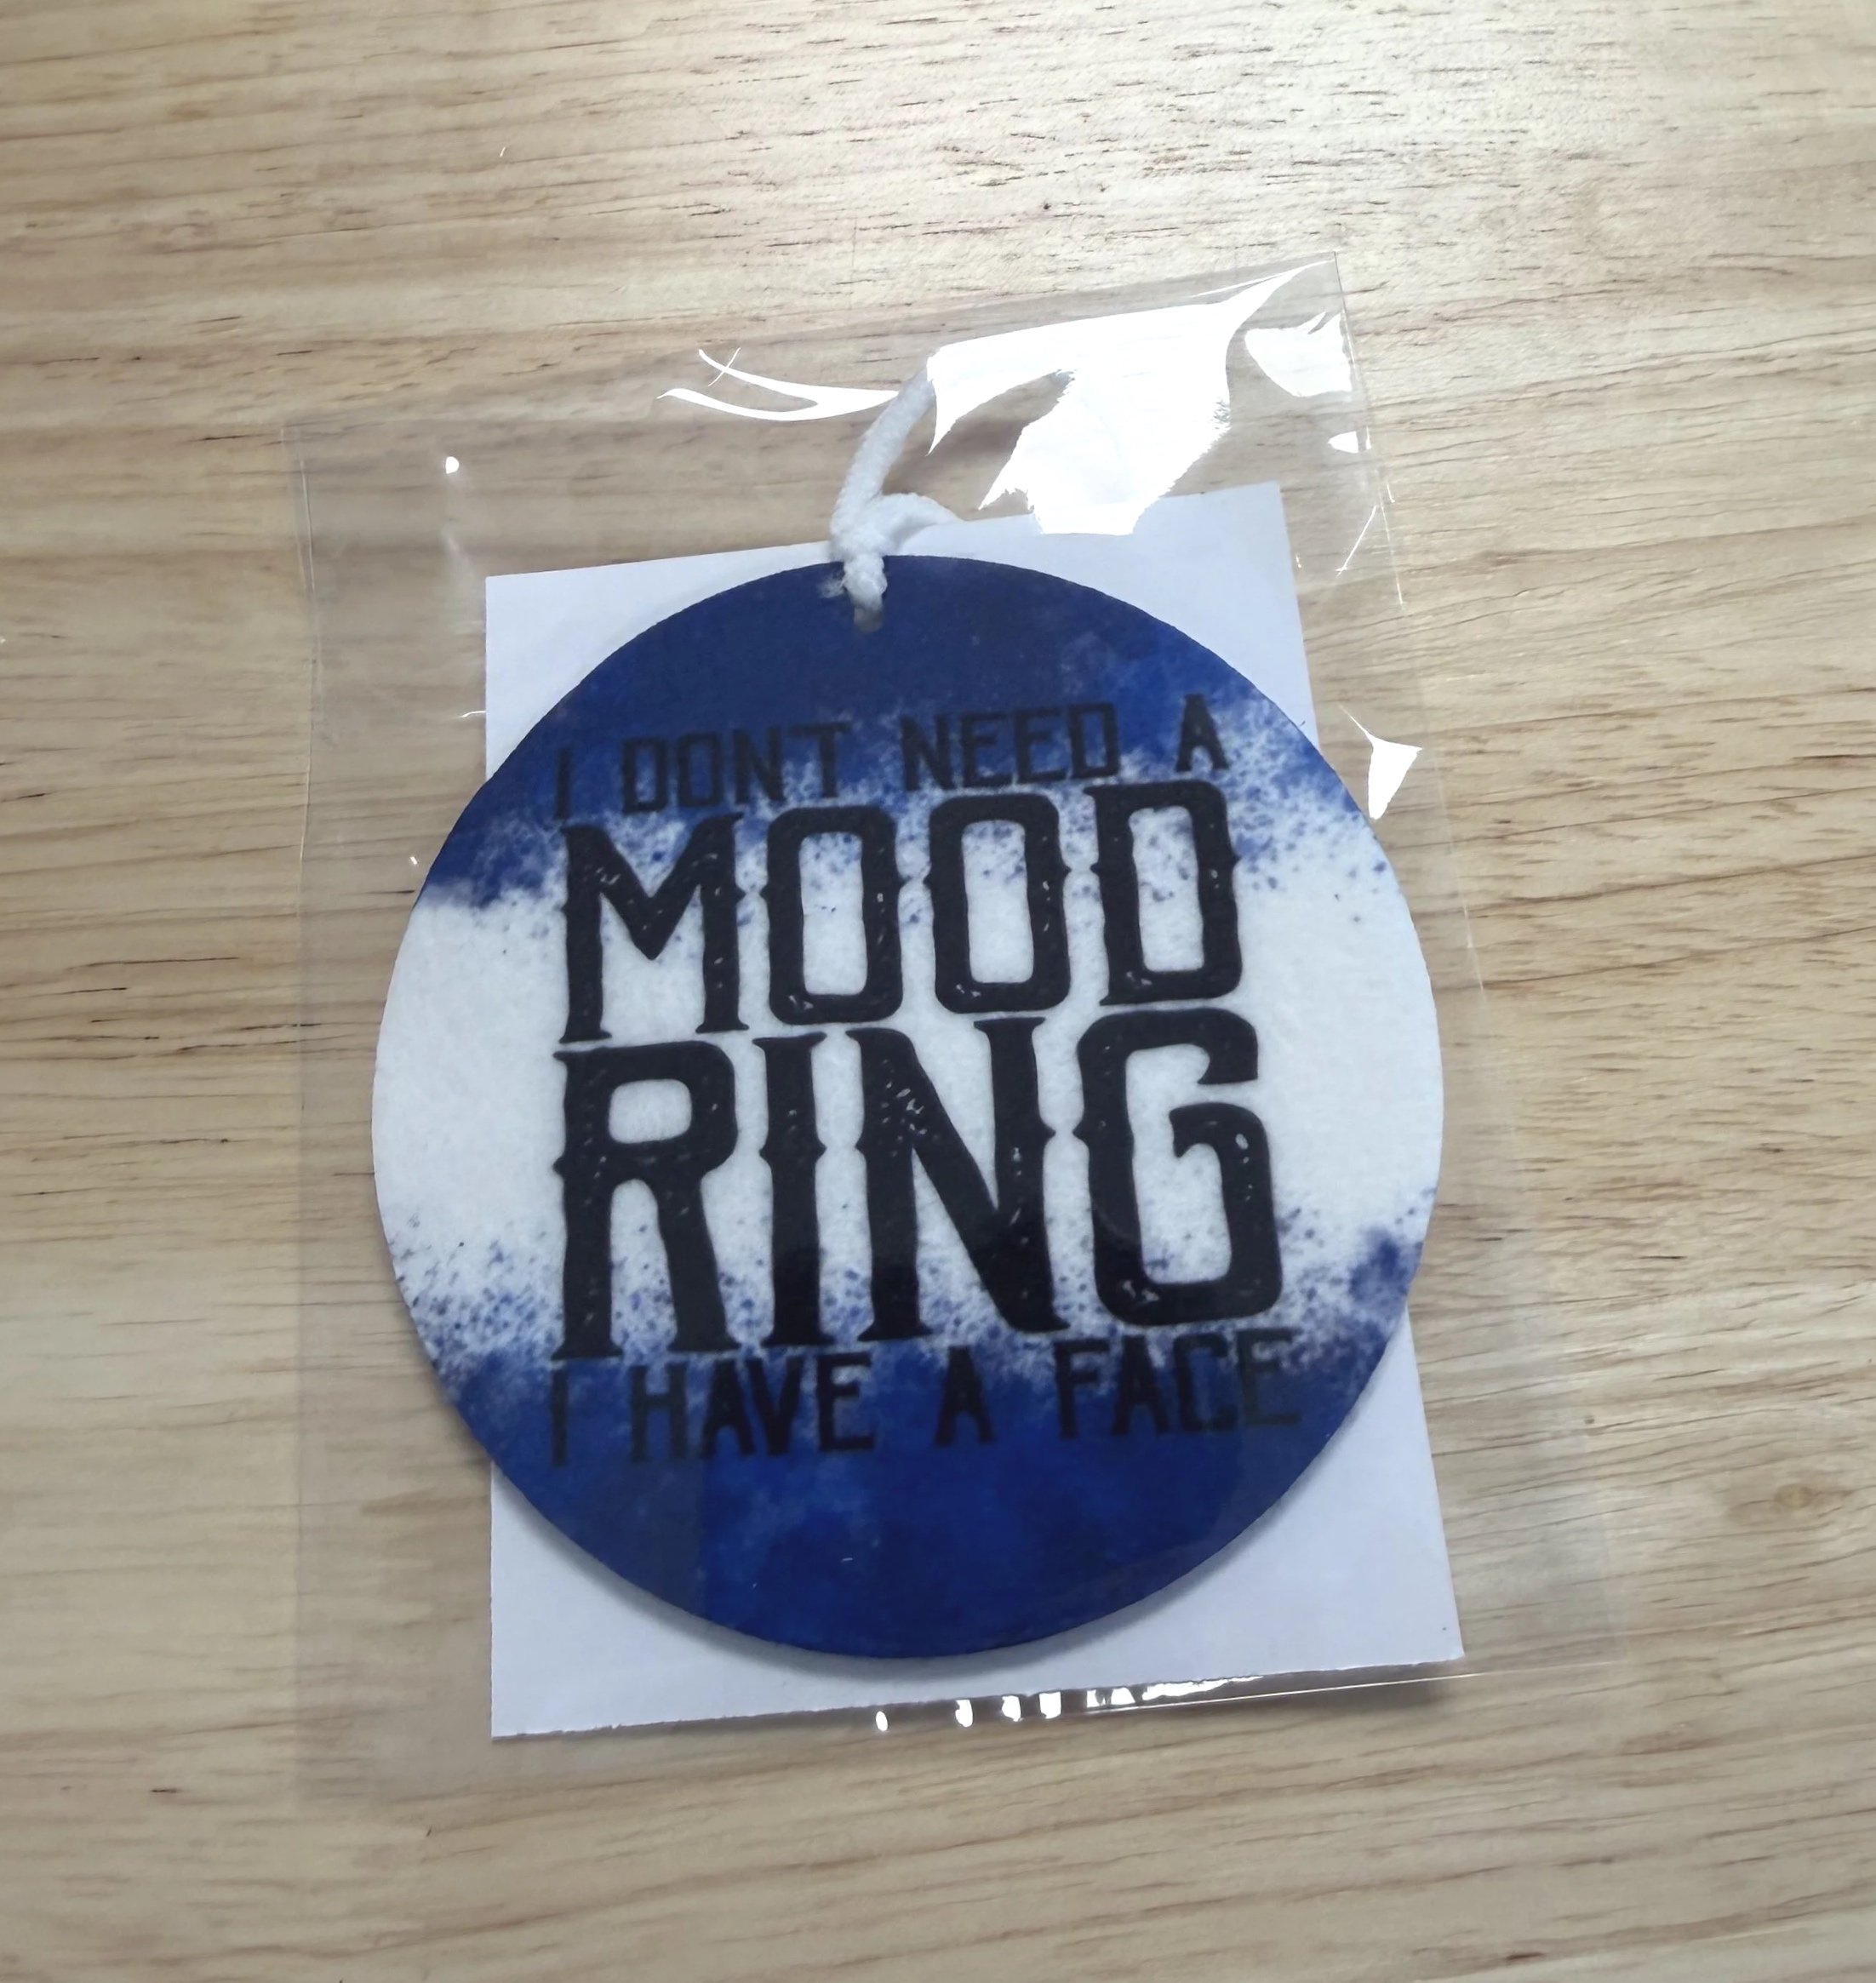 I DONT NEED A
MOOD
RING
I HAVE A FACE